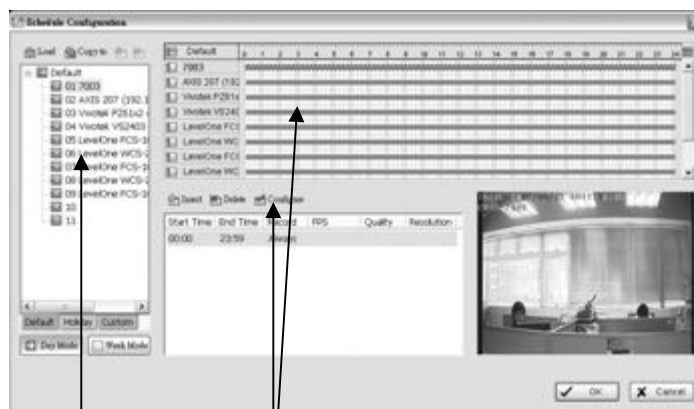 Schedule Configuration
Load Copy to
Default 0 1 2 3 4 5 6 7 8 9 10 11 12 13 14 15 16 17 18 19 20 21 22 23 24
7003
AXIS 207 (192
Vivotek PZ61x
Vivotek VS240
LevelOne FCS
LevelOne WC
LevelOne FCS
LevelOne WC
Default
01 7003
02 AXIS 207 (192.1
03 Vivotek PZ61x2
04 Vivotek VS2403
05 LevelOne FCS-1
06 LevelOne WCS-2
07 LevelOne FCS-1
08 LevelOne WCS-2
09 LevelOne FCS-1
10
11
Insert Delete Configure
Start Time End Time Record FPS Quality Resolution
00:00 23:59 Always
Default Holiday Custom
Day Mode Week Mode
OK Cancel